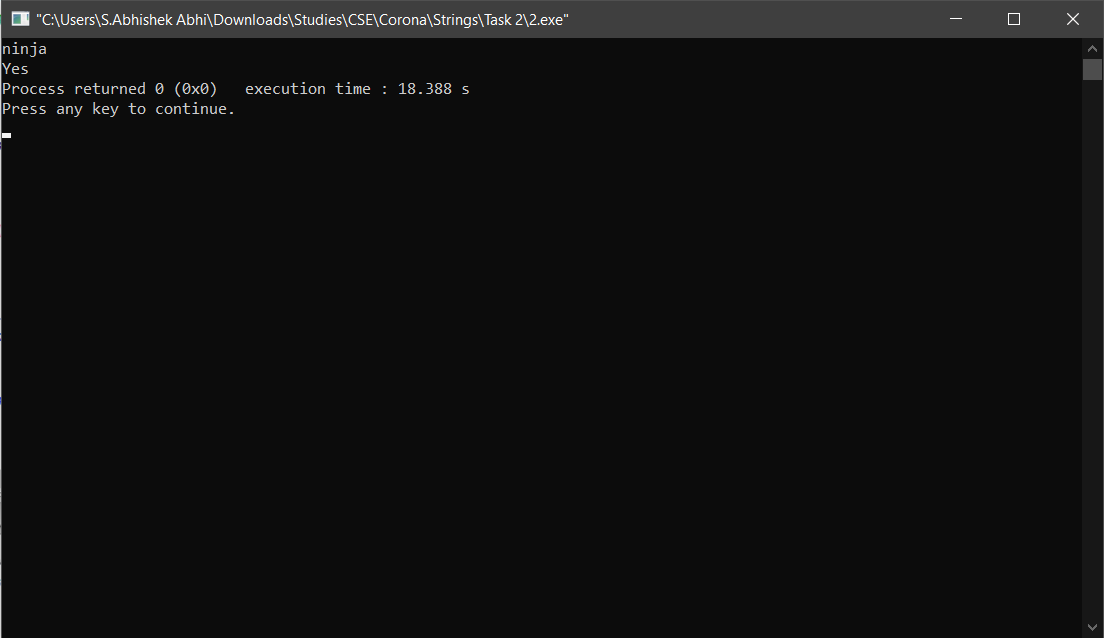 "C:\Users\S.Abhishek Abhi\Downloads\Studies\CSE\Corona\Strings\Task 2\2.exe"
ninja
Yes
Process returned 0 (0x0)   execution time : 18.388 s
Press any key to continue.